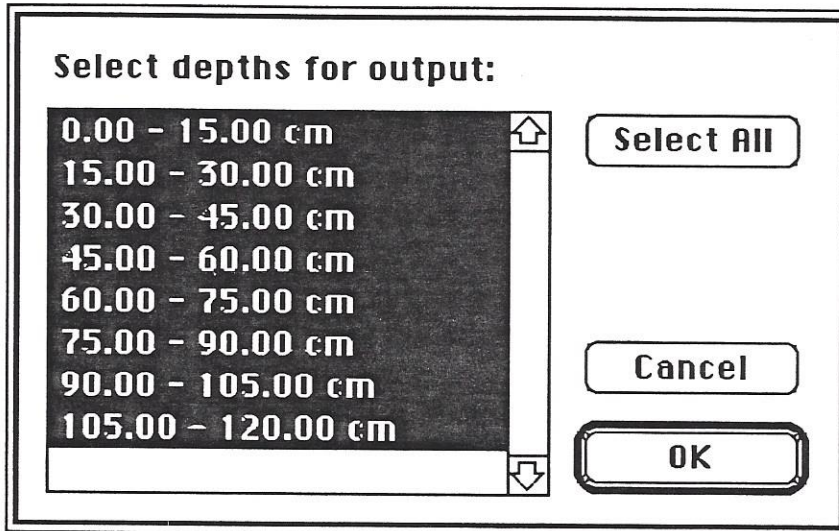 Select depths for output:
0.00 - 15.00 cm
15.00 - 30.00 cm
30.00 - 45.00 cm
45.00 - 60.00 cm
60.00 - 75.00 cm
75.00 - 90.00 cm
90.00 - 105.00 cm
105.00 - 120.00 cm
Select All
Cancel
OK